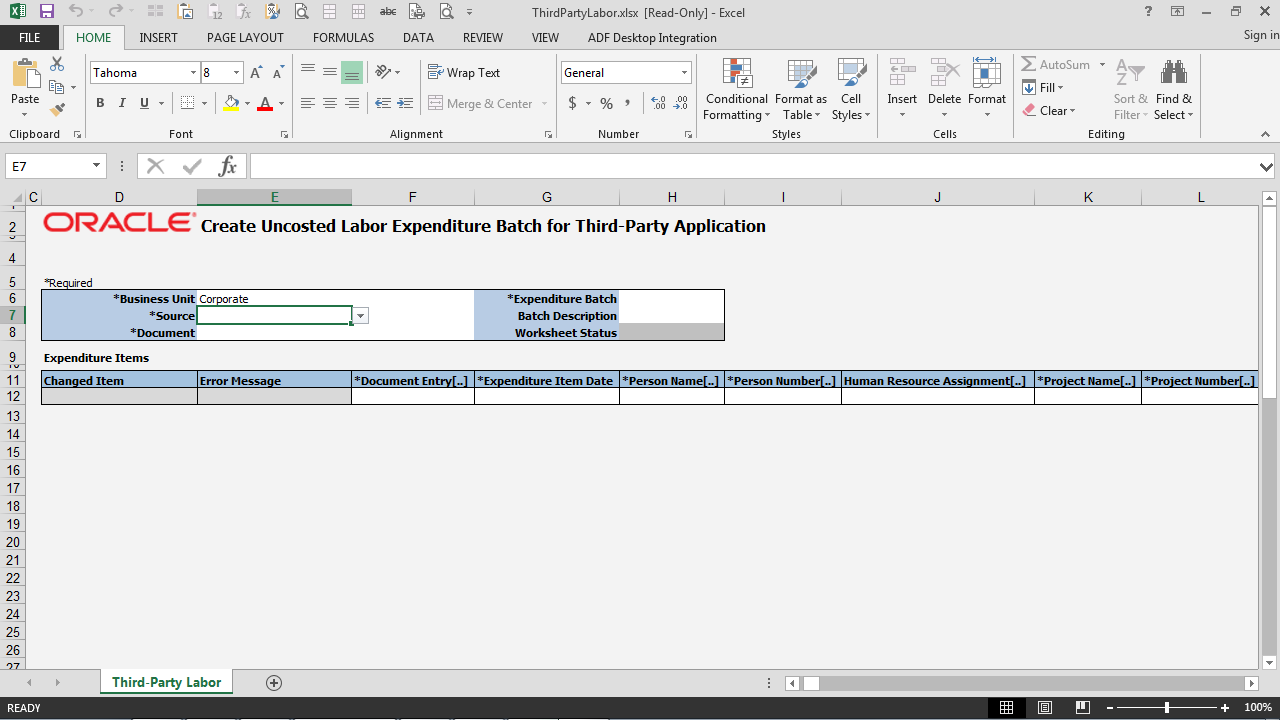 ThirdPartyLabor.xlsx [Read-Only] - Excel
FILE HOME INSERT PAGE LAYOUT FORMULAS DATA REVIEW VIEW ADF Desktop Integration Sign in
Tahoma 8 Wrap Text General AutoSum
Paste B I U Merge & Center $ % , Conditional Formatting Format as Table Cell Styles Insert Delete Format Fill Clear Sort & Filter Find & Select
Clipboard Font Alignment Number Styles Cells Editing
E7 fx
C D E F G H I J K L
2 ORACLE Create Uncosted Labor Expenditure Batch for Third-Party Application
4
5 *Required
6 *Business Unit Corporate *Expenditure Batch
7 *Source Batch Description
8 *Document Worksheet Status
9 Expenditure Items
11 Changed Item Error Message *Document Entry[..] *Expenditure Item Date *Person Name[..] *Person Number[..] Human Resource Assignment[..] *Project Name[..] *Project Number[..]
12
13
14
15
16
17
18
19
20
21
22
23
24
25
26
27
Third-Party Labor
READY 100%